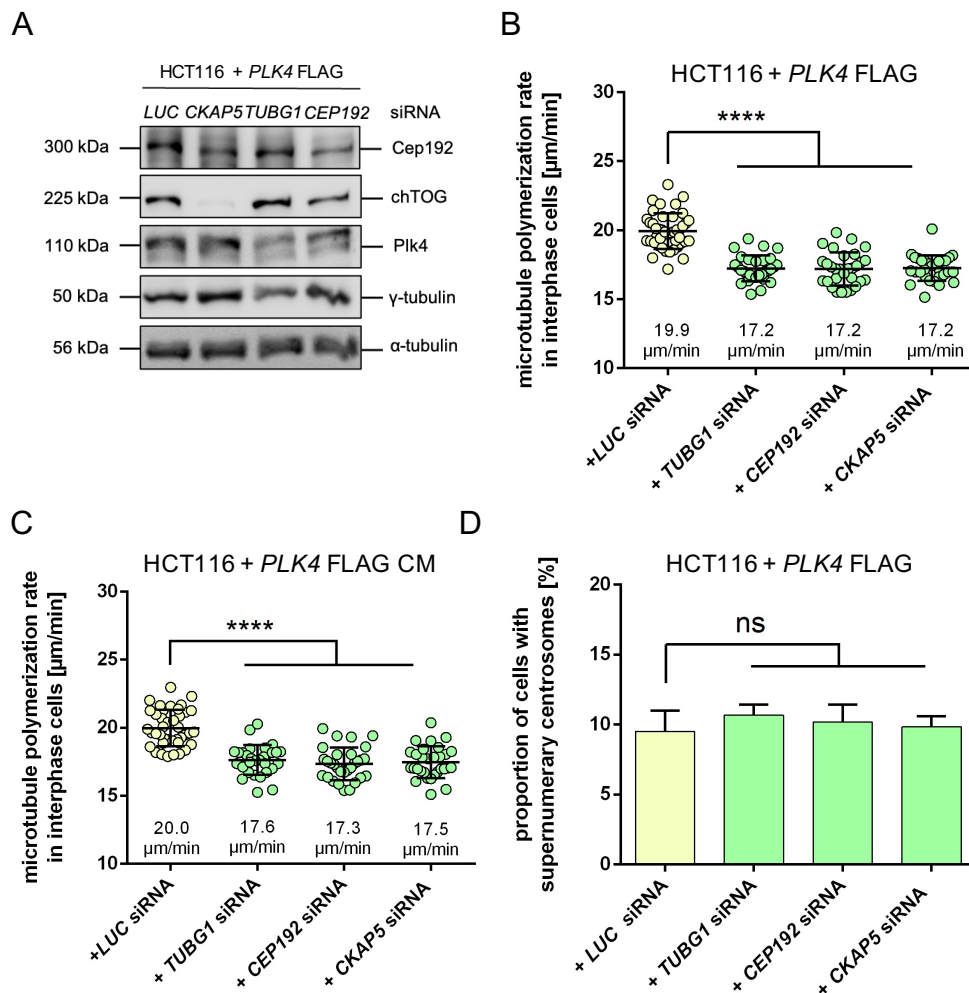 A
HCT116 + PLK4 FLAG
LUC CKAP5 TUBG1 CEP192 siRNA
300 kDa Cep192
225 kDa chTOG
110 kDa Plk4
50 kDa γ-tubulin
56 kDa α-tubulin
B
HCT116 + PLK4 FLAG
microtubule polymerization rate
in interphase cells [µm/min]
30
25
20
15
10
****
19.9 17.2 17.2 17.2
µm/min µm/min µm/min µm/min
+LUC siRNA
+ TUBG1 siRNA
+ CEP192 siRNA
+ CKAP5 siRNA
C
HCT116 + PLK4 FLAG CM
microtubule polymerization rate
in interphase cells [µm/min]
30
25
20
15
10
****
20.0 17.6 17.3 17.5
µm/min µm/min µm/min µm/min
+LUC siRNA
+ TUBG1 siRNA
+ CEP192 siRNA
+ CKAP5 siRNA
D
HCT116 + PLK4 FLAG
proportion of cells with
supernumerary centrosomes [%]
20
15
10
5
0
ns
+ LUC siRNA
+ TUBG1 siRNA
+ CEP192 siRNA
+ CKAP5 siRNA